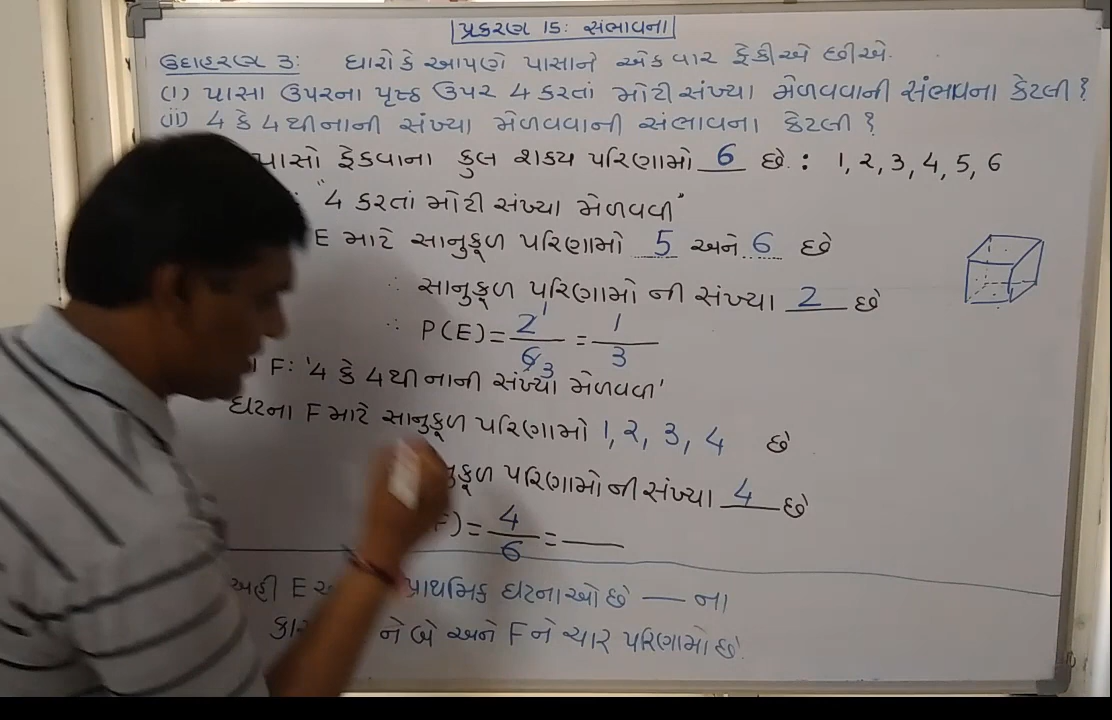 પ્રકરણ 15: સંભાવના
ઉદાહરણ 3: ધારો કે આપણે પાસાને એક વાર ફેંકીએ છીએ.
(i) પાસા ઉપરના પૃષ્ઠ ઉપર 4 કરતાં મોટી સંખ્યા મેળવવાની સંભાવના કેટલી ?
(ii) 4 કે 4થી નાની સંખ્યા મેળવવાની સંભાવના કેટલી ?
પાસો ફેંકવાના કુલ શક્ય પરિણામો 6 છે : 1, 2, 3, 4, 5, 6
: "4 કરતાં મોટી સંખ્યા મેળવવી"
E માટે સાનુકૂળ પરિણામો 5 અને 6 છે
∴ સાનુકૂળ પરિણામો ની સંખ્યા 2 છે
∴ P(E) = 2/6 = 1/3
F: '4 કે 4થી નાની સંખ્યા મેળવવી'
ઘટના F માટે સાનુકૂળ પરિણામો 1, 2, 3, 4 છે
પરિણામો ની સંખ્યા 4 છે
) = 4/6 = ___
અહીં E પ્રાથમિક ઘટનાઓ છે — ના
ને બે અને F ને ચાર પરિણામો છે.